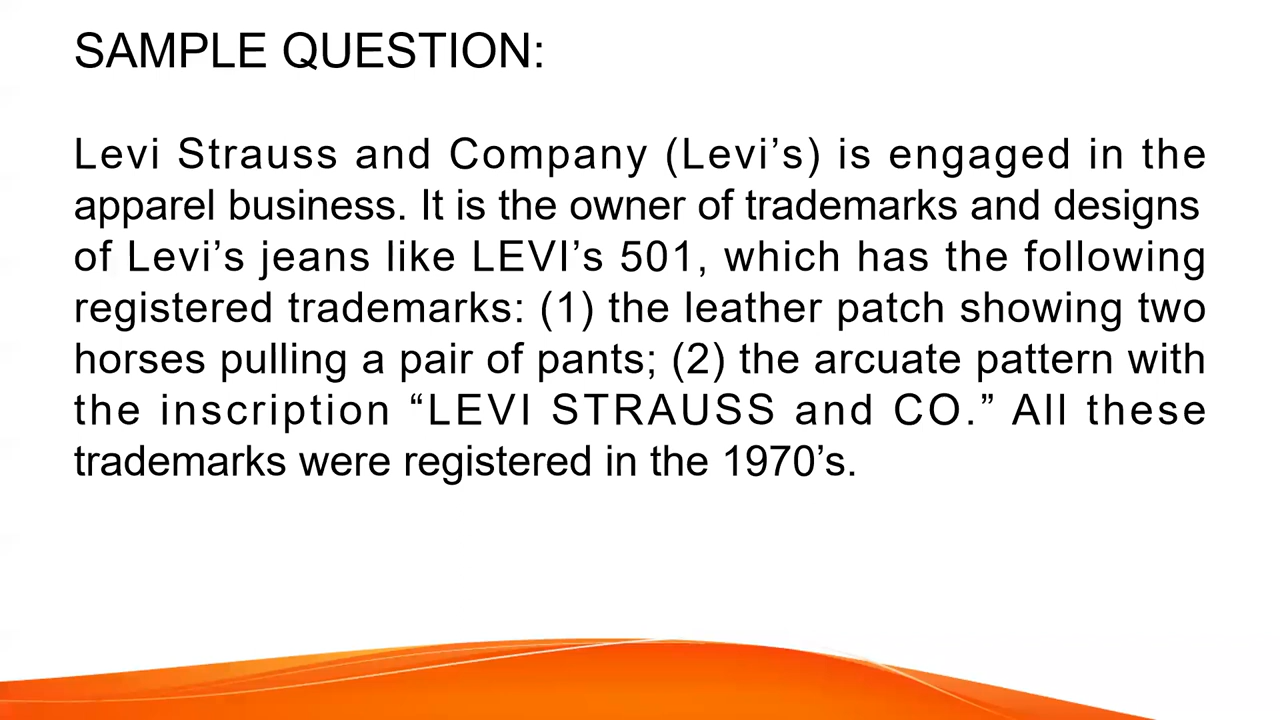 SAMPLE QUESTION:
Levi Strauss and Company (Levi’s) is engaged in the
apparel business. It is the owner of trademarks and designs
of Levi’s jeans like LEVI’s 501, which has the following
registered trademarks: (1) the leather patch showing two
horses pulling a pair of pants; (2) the arcuate pattern with
the inscription “LEVI STRAUSS and CO.” All these
trademarks were registered in the 1970’s.